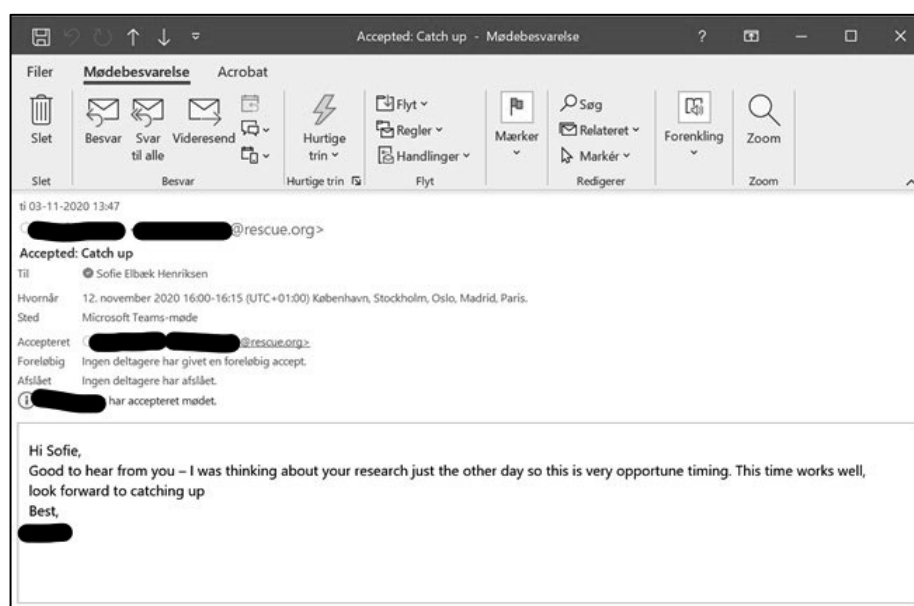 Accepted: Catch up - Mødebesvarelse
Filer Mødebesvarelse Acrobat
Slet
Besvar
Svar til alle
Videresend
Hurtige trin
Flyt
Regler
Handlinger
Mærker
Søg
Relateret
Markér
Forenkling
Zoom
Slet Besvar Hurtige trin Flyt Redigerer Zoom
ti 03-11-2020 13:47
@rescue.org>
Accepted: Catch up
Til Sofie Elbæk Henriksen
Hvornår 12. november 2020 16:00-16:15 (UTC+01:00) København, Stockholm, Oslo, Madrid, Paris.
Sted Microsoft Teams-møde
Accepteret @rescue.org>
Foreløbig Ingen deltagere har givet en foreløbig accept.
Afslået Ingen deltagere har afslået.
har accepteret mødet.
Hi Sofie,
Good to hear from you – I was thinking about your research just the other day so this is very opportune timing. This time works well,
look forward to catching up
Best,